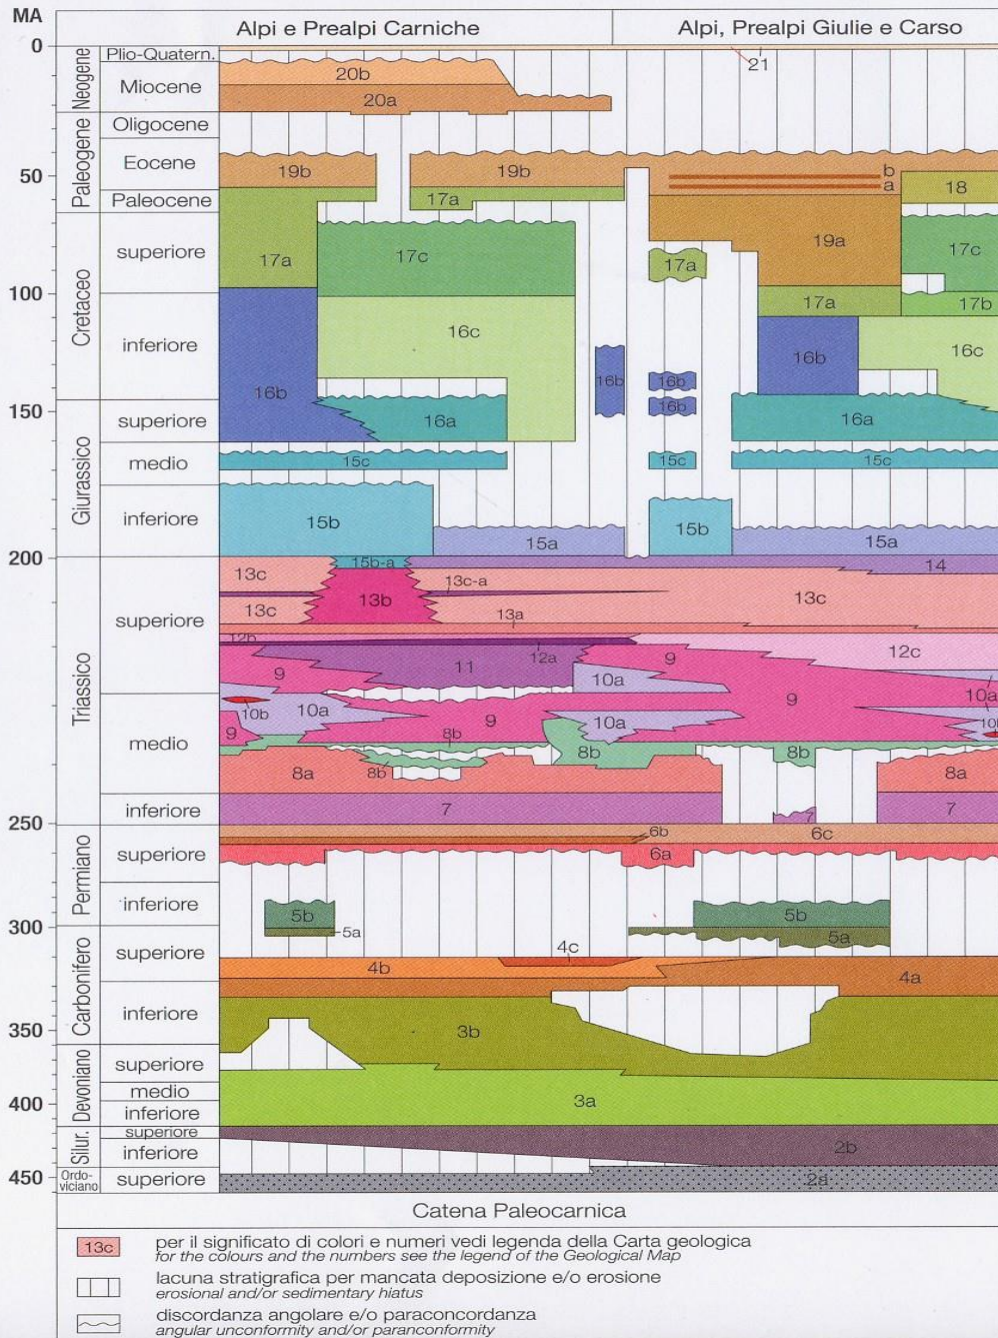 MA
Alpi e Prealpi Carniche
Alpi, Prealpi Giulie e Carso
0
Plio-Quatern.
21
Neogene
Miocene
20b
20a
Oligocene
Paleogene
Eocene
19b
19b
b
50
a
18
Paleocene
17a
superiore
17a
17c
17a
19a
17c
100
17a
17b
Cretaceo
inferiore
16c
16b
16c
16b
16b
16b
150
16b
superiore
16a
16a
medio
15c
15c
15c
Giurassico
inferiore
15b
15a
15b
15a
200
15b-a
14
13c
13c-a
13b
13c
13c
13a
superiore
12b
12a
12c
11
9
9
10a
Triassico
10a
9
10b
10a
9
10a
9
8b
10b
medio
8b
8b
8a
8b
8a
inferiore
7
7
7
250
6b
6c
superiore
6a
Permiano
inferiore
5b
5b
300
5a
5a
superiore
4c
4b
4a
Carbonifero
inferiore
3b
350
superiore
Devoniano
medio
3a
400
inferiore
superiore
Silur.
inferiore
2b
450
Ordo-
viciano
superiore
2a
Catena Paleocarnica
13c
per il significato di colori e numeri vedi legenda della Carta geologica
for the colours and the numbers see the legend of the Geological Map
lacuna stratigrafica per mancata deposizione e/o erosione
erosional and/or sedimentary hiatus
discordanza angolare e/o paraconcordanza
angular unconformity and/or paranconformity